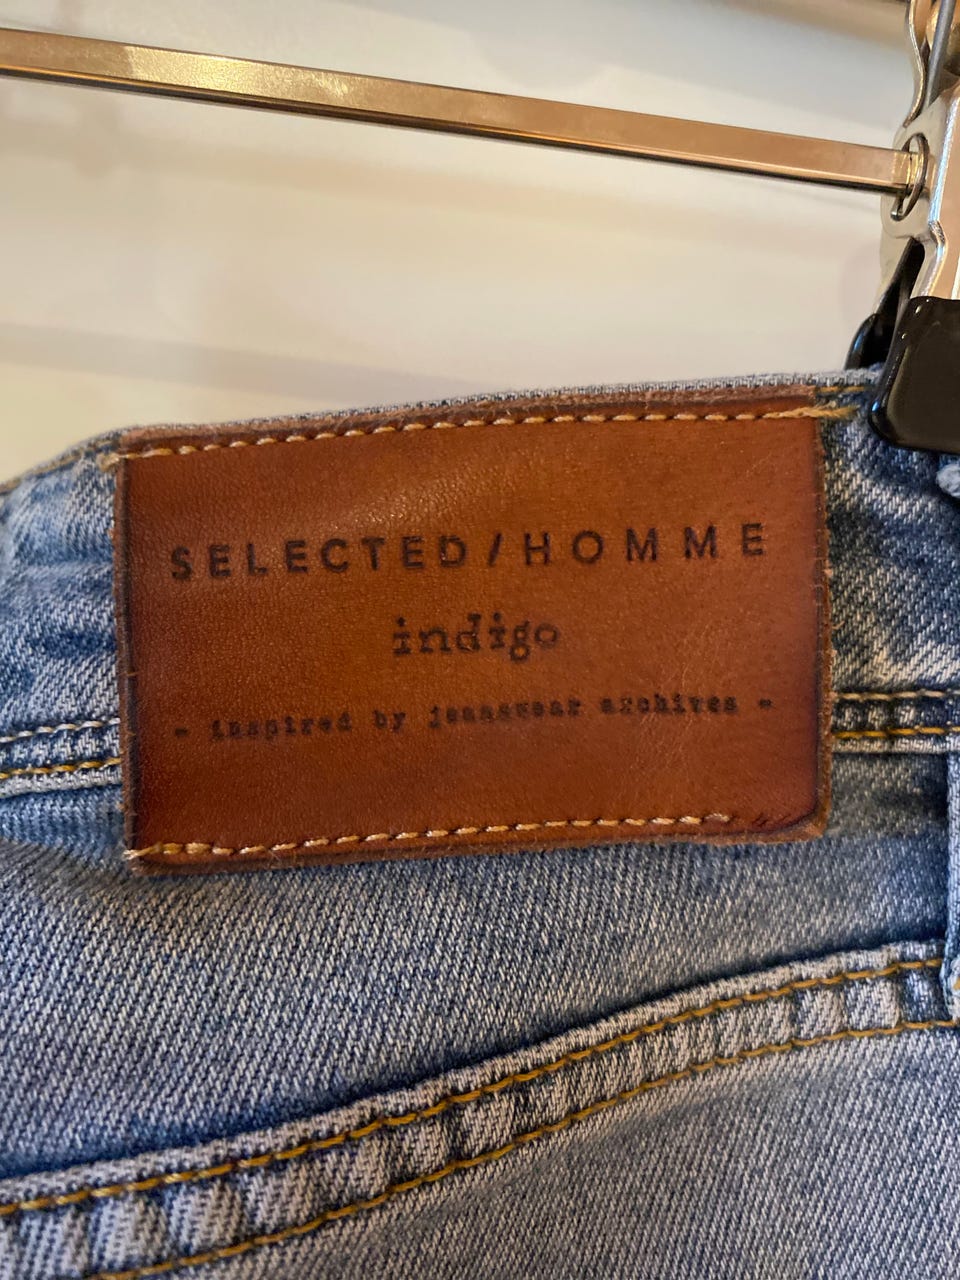 SELECTED/HOMME
indigo
- inspired by jeanswear archives -